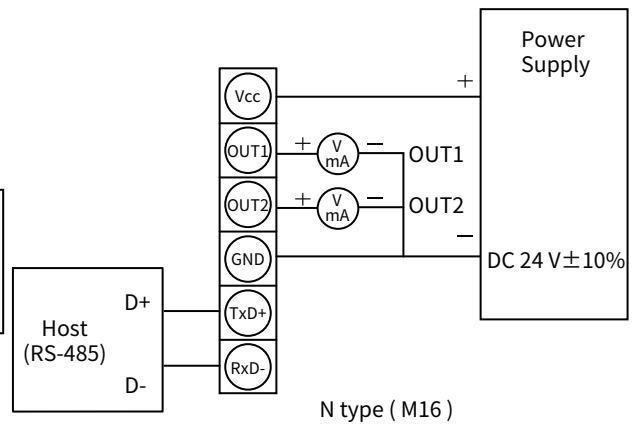 Power
Supply
+
Vcc
OUT1
+
V
mA
−
OUT1
OUT2
+
V
mA
−
OUT2
−
GND
DC 24 V±10%
D+
TxD+
Host
(RS-485)
RxD-
D-
N type ( M16 )